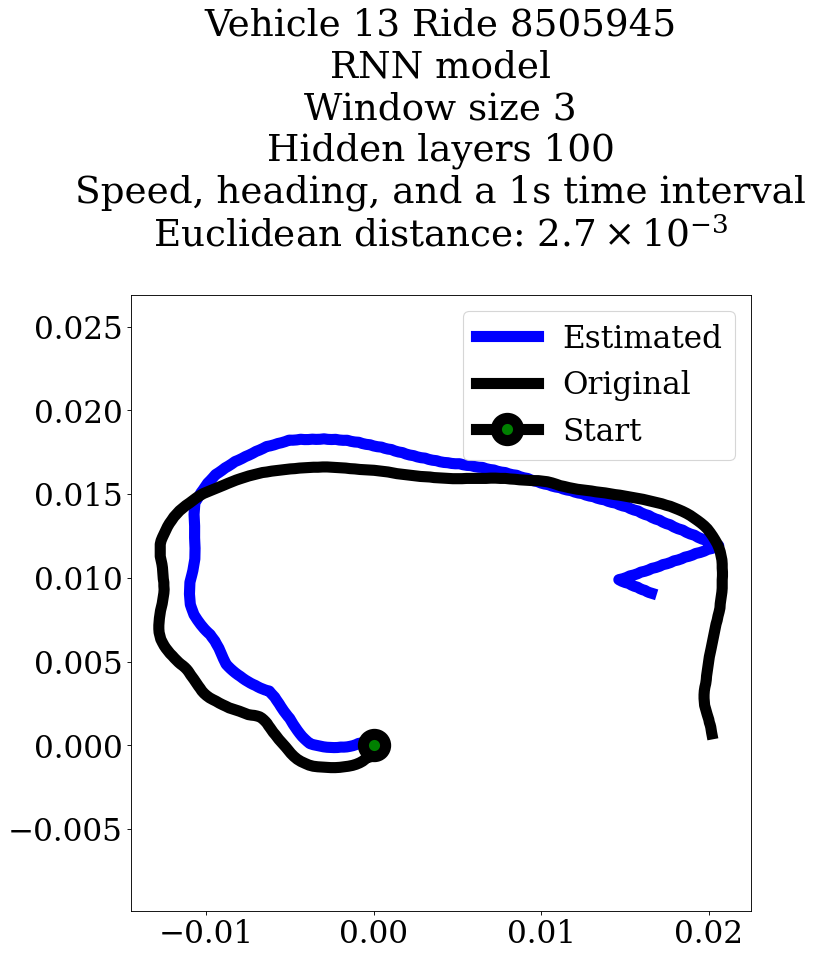 Vehicle 13 Ride 8505945
RNN model
Window size 3
Hidden layers 100
Speed, heading, and a 1s time interval
Euclidean distance: 2.7 × 10⁻³
Estimated
Original
Start
0.025
0.020
0.015
0.010
0.005
0.000
−0.005
−0.01 0.00 0.01 0.02